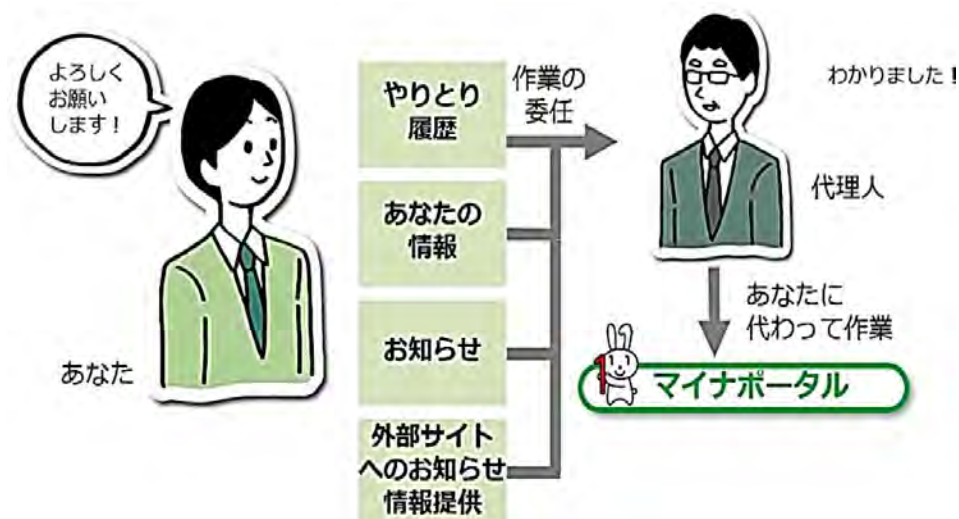 よろしく
お願い
します！
あなた
やりとり
履歴
あなたの
情報
お知らせ
外部サイト
へのお知らせ
情報提供
作業の
委任
わかりました！
代理人
あなたに
代わって作業
マイナポータル